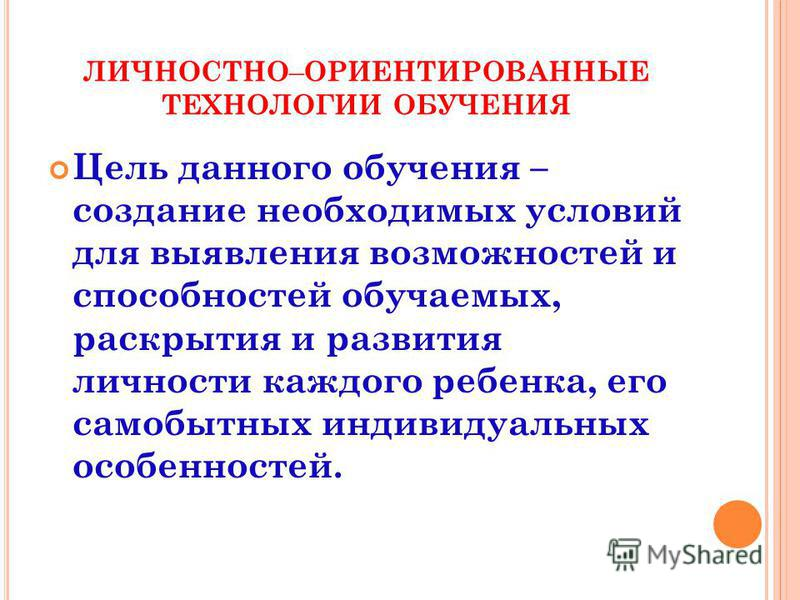 ЛИЧНОСТНО–ОРИЕНТИРОВАННЫЕ
ТЕХНОЛОГИИ ОБУЧЕНИЯ
Цель данного обучения –
создание необходимых условий
для выявления возможностей и
способностей обучаемых,
раскрытия и развития
личности каждого ребенка, его
самобытных индивидуальных
особенностей.
MyShared